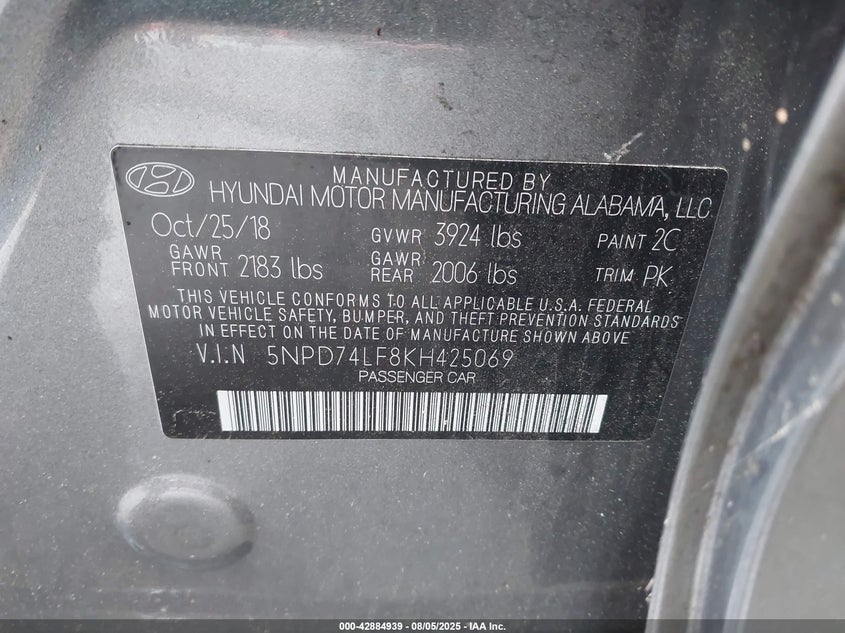 MANUFACTURED BY
HYUNDAI MOTOR MANUFACTURING ALABAMA, LLC
Oct/25/18 GVWR 3924 lbs PAINT 2C
GAWR FRONT 2183 lbs GAWR REAR 2006 lbs TRIM PK
THIS VEHICLE CONFORMS TO ALL APPLICABLE U.S.A. FEDERAL
MOTOR VEHICLE SAFETY, BUMPER, AND THEFT PREVENTION STANDARDS
IN EFFECT ON THE DATE OF MANUFACTURE SHOWN ABOVE
V.I.N 5NPD74LF8KH425069
PASSENGER CAR
000-42884939 - 08/05/2025 - IAA Inc.